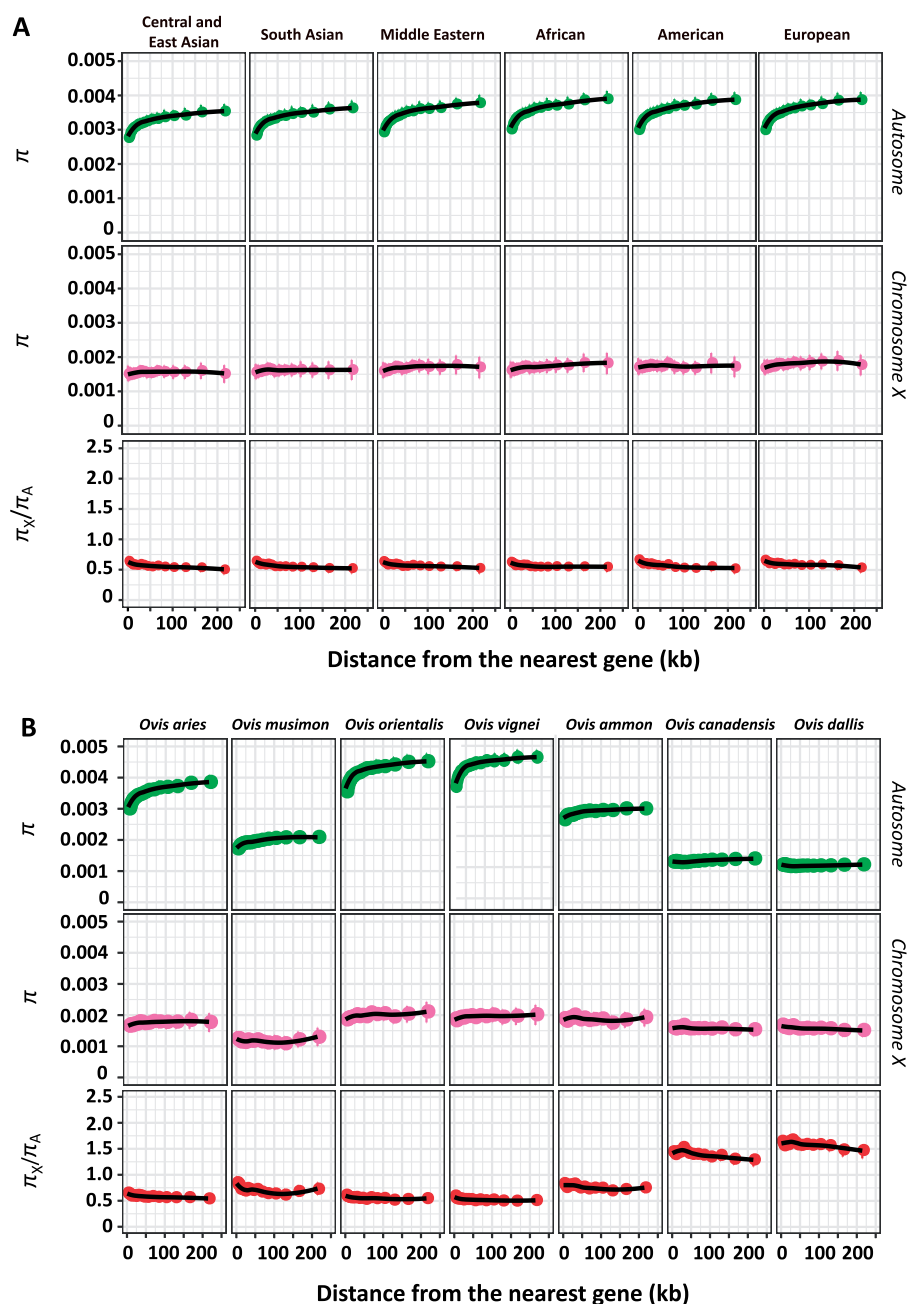 A
Central and
East Asian
South Asian
Middle Eastern
African
American
European
0.005
0.004
0.003
0.002
0.001
0
π
Autosome
0.005
0.004
0.003
0.002
0.001
0
π
Chromosome X
2.5
2.0
1.5
1.0
0.5
0
πX/πA
0 100 200 0 100 200 0 100 200 0 100 200 0 100 200 0 100 200
Distance from the nearest gene (kb)
B
Ovis aries
Ovis musimon
Ovis orientalis
Ovis vignei
Ovis ammon
Ovis canadensis
Ovis dallis
0.005
0.004
0.003
0.002
0.001
0
π
Autosome
0.005
0.004
0.003
0.002
0.001
0
π
Chromosome X
2.5
2.0
1.5
1.0
0.5
0
πX/πA
0 100 200 0 100 200 0 100 200 0 100 200 0 100 200 0 100 200 0 100 200
Distance from the nearest gene (kb)